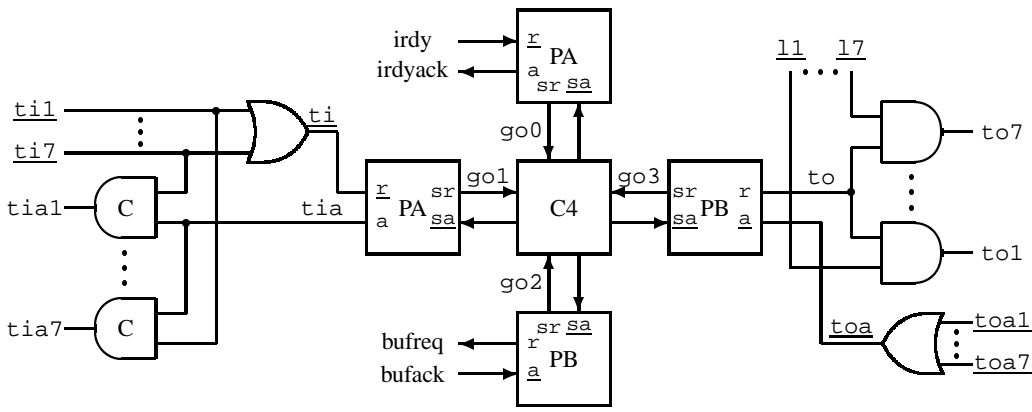 irdy
irdyack
r
PA
a
sr sa
l1 l7
ti1
ti7
ti
to7
go0
go1
go3
r
sr
PA
a
sa
C4
sr
r
PB
sa
a
to
tia
tia1
C
to1
go2
tia7
C
sr sa
r
PB
a
bufreq
bufack
toa
toa1
toa7